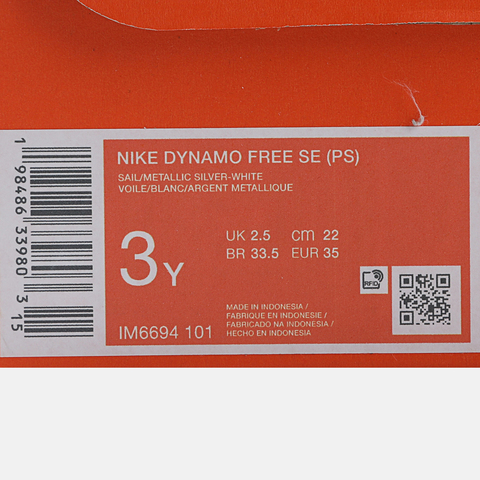 NIKE DYNAMO FREE SE (PS)
SAIL/METALLIC SILVER-WHITE
VOILE/BLANC/ARGENT METALLIQUE
3Y
UK 2.5 cm 22
BR 33.5 EUR 35
RFID
MADE IN INDONESIA /
FABRIQUE EN INDONESIE /
FABRICADO NA INDONESIA /
HECHO EN INDONESIA
IM6694 101
1 98486 33980 3 15